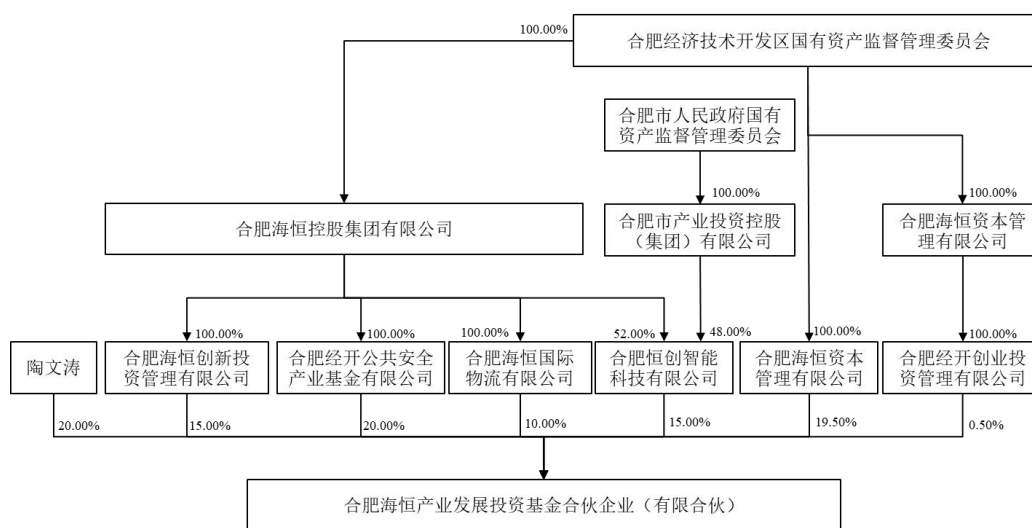 100.00%
合肥经济技术开发区国有资产监督管理委员会
合肥市人民政府国有
资产监督管理委员会
100.00%
100.00%
合肥海恒控股集团有限公司
合肥市产业投资控股
（集团）有限公司
合肥海恒资本管
理有限公司
100.00%
100.00%
100.00%
52.00%
48.00%
100.00%
100.00%
陶文涛
合肥海恒创新投
资管理有限公司
合肥经开公共安全
产业基金有限公司
合肥海恒国际
物流有限公司
合肥恒创智能
科技有限公司
合肥海恒资本
管理有限公司
合肥经开创业投
资管理有限公司
20.00%
15.00%
20.00%
10.00%
15.00%
19.50%
0.50%
合肥海恒产业发展投资基金合伙企业（有限合伙）